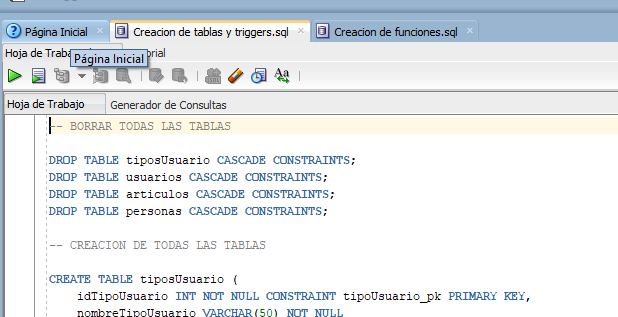 Página Inicial
Creacion de tablas y triggers.sql
Creacion de funciones.sql
Hoja de Traba
orial
Página Inicial
Aa
Hoja de Trabajo
Generador de Consultas
-- BORRAR TODAS LAS TABLAS
DROP TABLE tiposUsuario CASCADE CONSTRAINTS;
DROP TABLE usuarios CASCADE CONSTRAINTS;
DROP TABLE articulos CASCADE CONSTRAINTS;
DROP TABLE personas CASCADE CONSTRAINTS;
-- CREACION DE TODAS LAS TABLAS
CREATE TABLE tiposUsuario (
idTipoUsuario INT NOT NULL CONSTRAINT tipoUsuario_pk PRIMARY KEY,
nombreTipoUsuario VARCHAR(50) NOT NULL